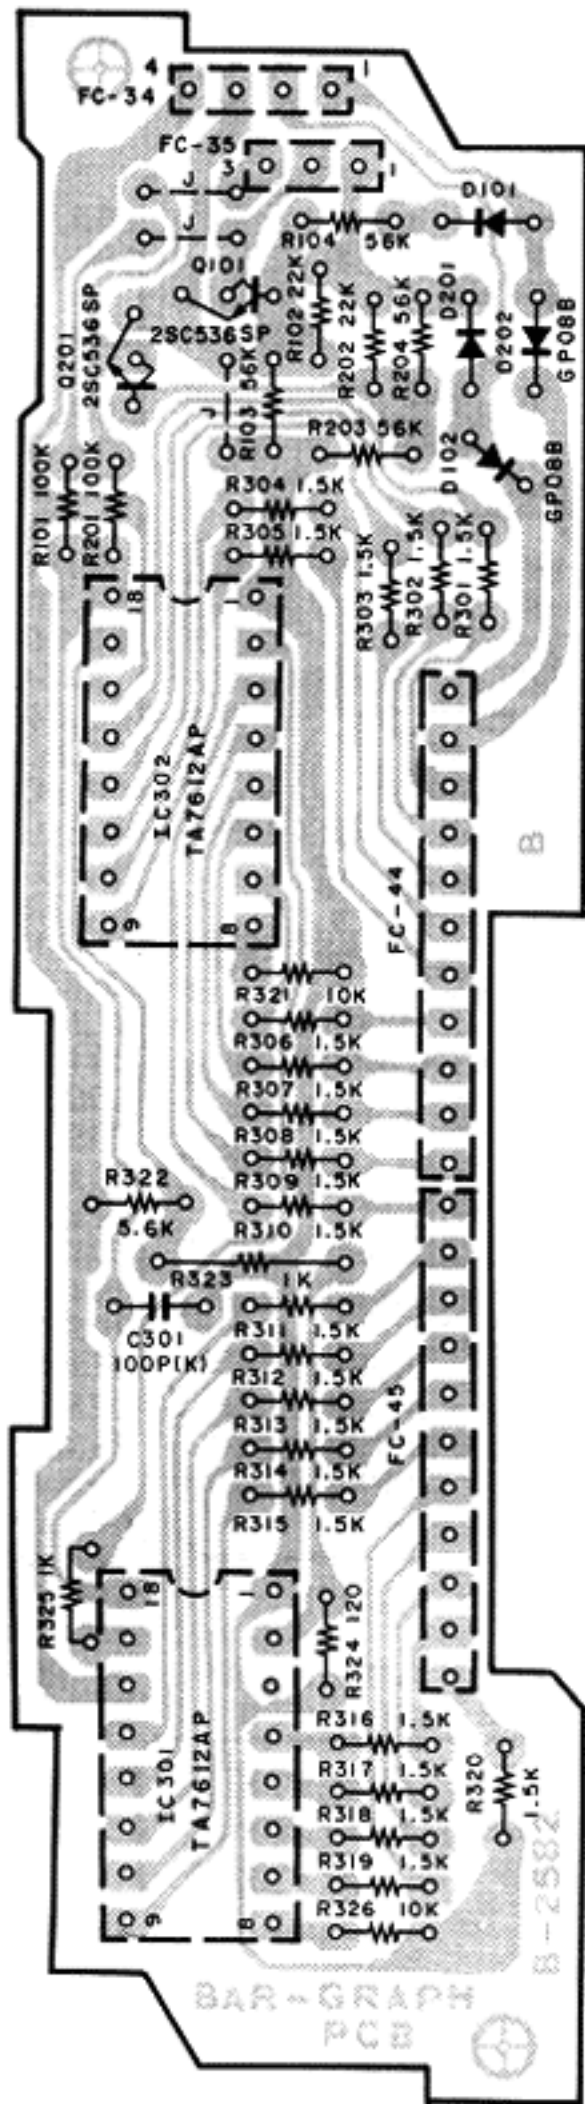 4 1
FC-34
FC-35
3 1
J
D101
J
R104 56K
Q101
R102 22K
2SC536SP
Q201
2SC536SP
R202 22K
R204 56K
D201
D202
GP08B
R103 56K
J
R203 56K
D102
GP08B
R101 100K
R201 100K
R304 1.5K
R305 1.5K
R303 1.5K
R302 1.5K
R301 1.5K
18 1
IC302
TA7612AP
9 8
B
FC-44
R321 10K
R306 1.5K
R307 1.5K
R308 1.5K
R309 1.5K
R310 1.5K
R322
5.6K
R323 1K
C301
100P(K)
R311 1.5K
R312 1.5K
R313 1.5K
R314 1.5K
R315 1.5K
FC-45
R325 1K
18 1
IC301
TA7612AP
9 8
R324 120
R316 1.5K
R317 1.5K
R318 1.5K
R319 1.5K
R326 10K
R320
1.5K
B-2582
BAR-GRAPH
PCB